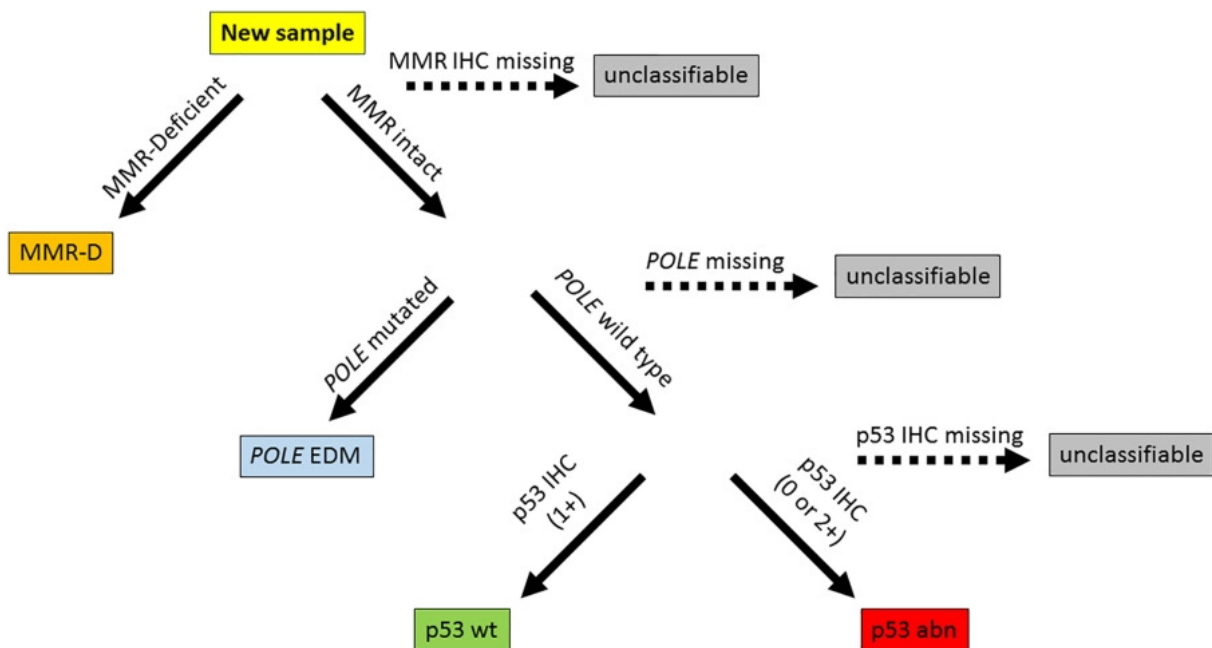 New sample
MMR IHC missing
unclassifiable
MMR-Deficient
MMR intact
MMR-D
POLE missing
unclassifiable
POLE mutated
POLE wild type
POLE EDM
p53 IHC missing
unclassifiable
p53 IHC
(1+)
p53 IHC
(0 or 2+)
p53 wt
p53 abn